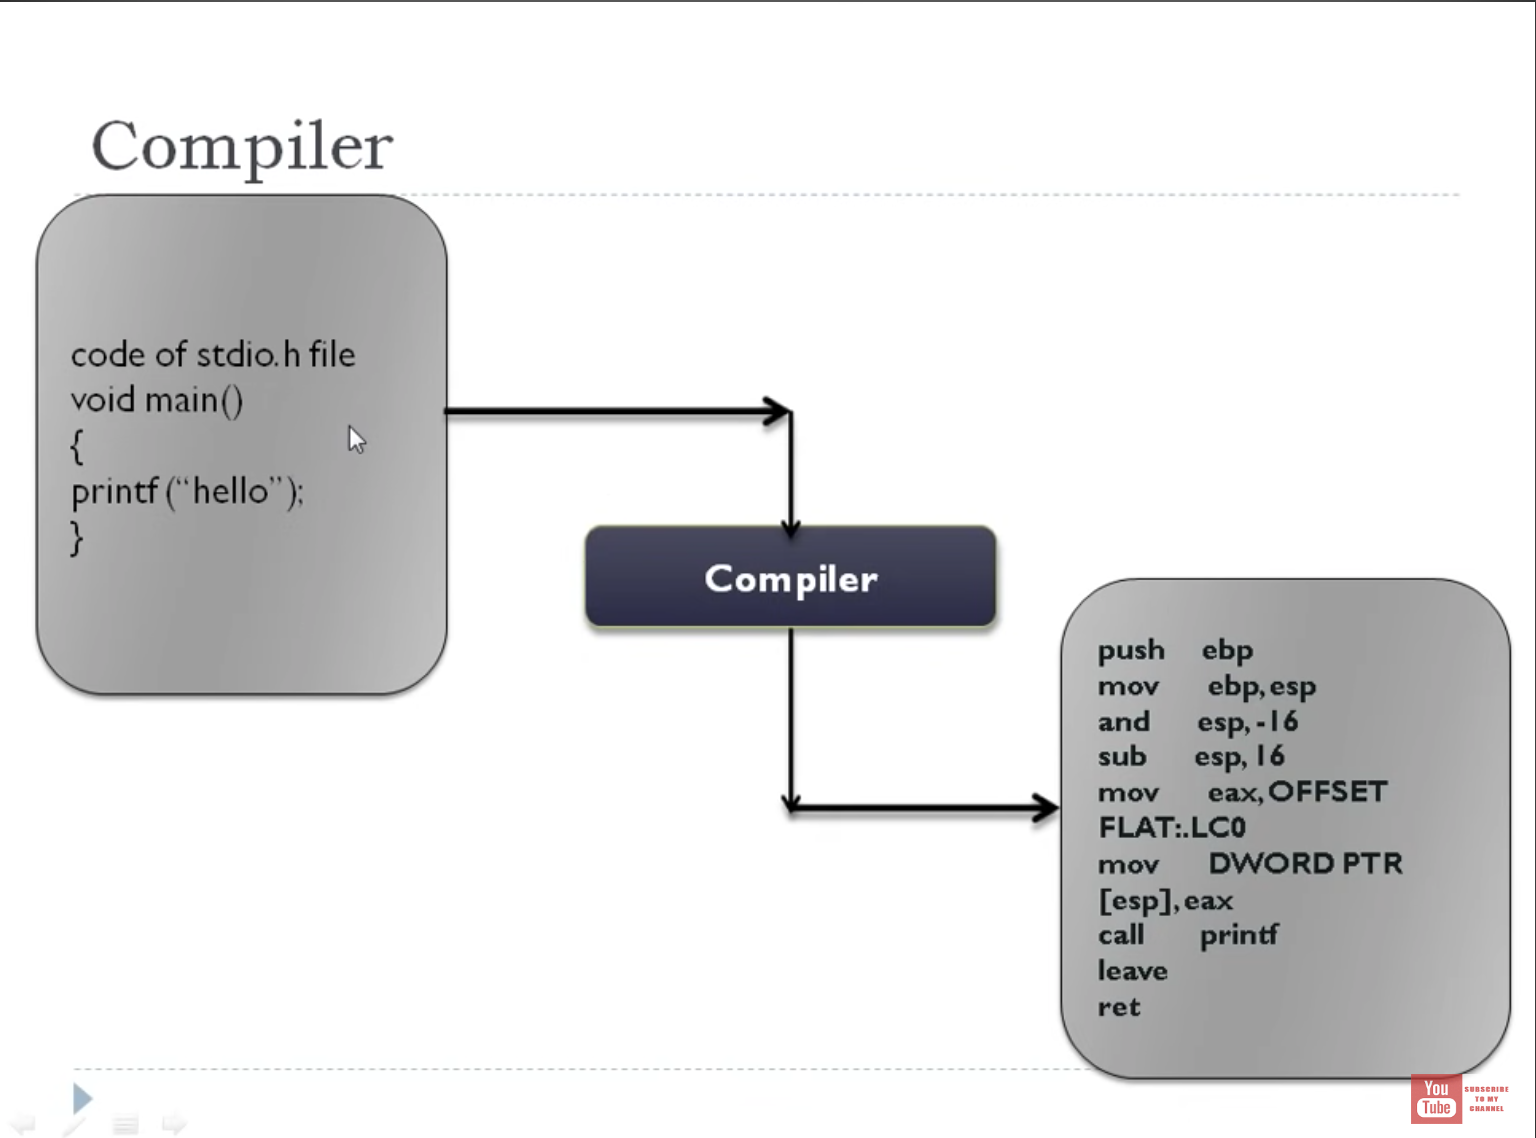 Compiler
code of stdio.h file
void main()
{
printf (“hello”);
}
Compiler
push ebp
mov ebp, esp
and esp, -16
sub esp, 16
mov eax, OFFSET
FLAT:.LC0
mov DWORD PTR
[esp], eax
call printf
leave
ret
You
Tube
SUBSCRIBE
TO MY
CHANNEL